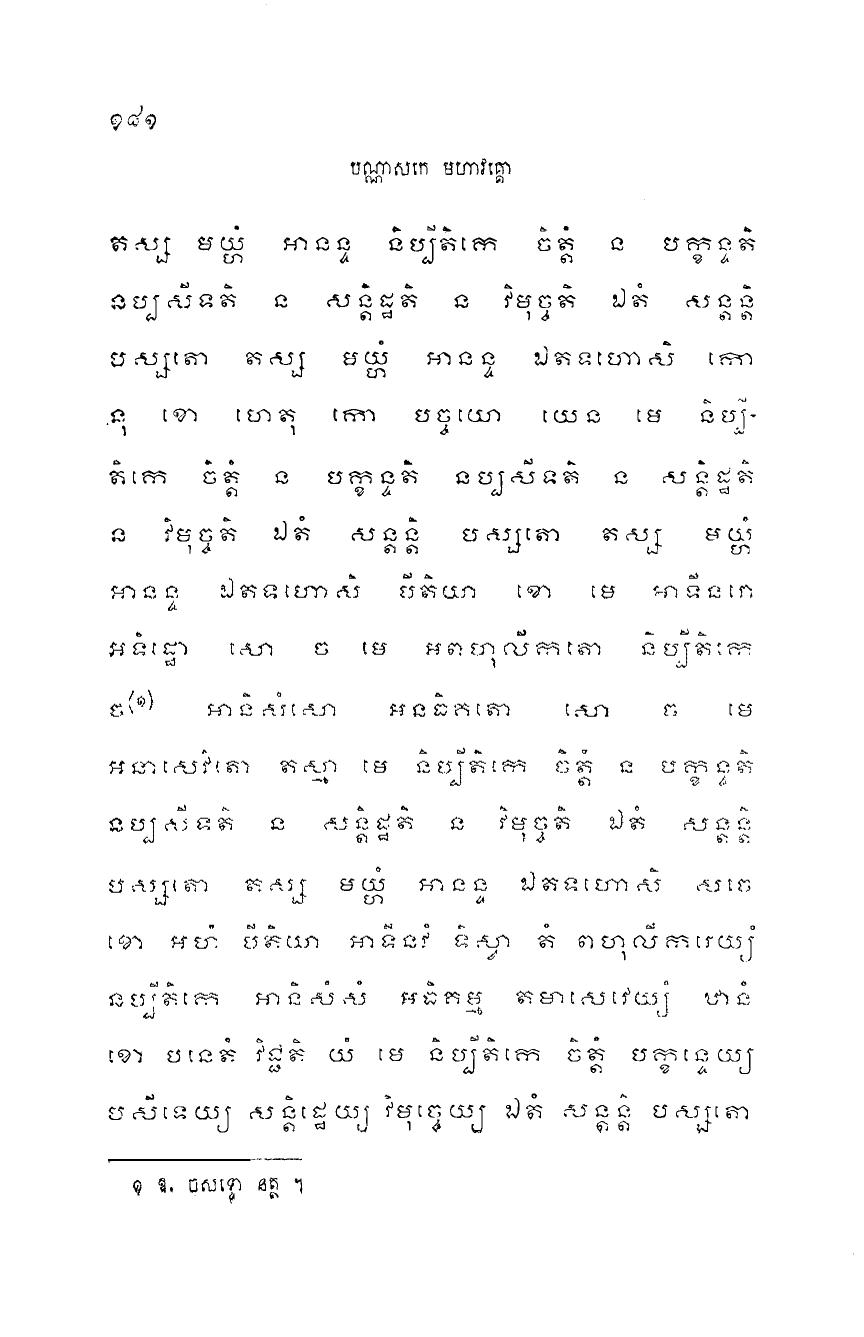 ១៨១
បណ្ណាសកេ មហាវគ្គោ
តស្ស មយ្ហំ អានន្ទ និប្បីតិកេ ចិត្តំ ន បក្ខន្ទតិ
នប្បសីទតិ ន សន្តិដ្ឋតិ ន វិមុច្ចតិ ឯតំ សន្តន្តិ
បស្សតោ តស្ស មយ្ហំ អានន្ទ ឯតទហោសិ កោ
នុ ខោ ហេតុ កោ បច្ចយោ យេន មេ និប្បី-
តិកេ ចិត្តំ ន បក្ខន្ទតិ នប្បសីទតិ ន សន្តិដ្ឋតិ
ន វិមុច្ចតិ ឯតំ សន្តន្តិ បស្សតោ តស្ស មយ្ហំ
អានន្ទ ឯតទហោសិ បីតិយា ខោ មេ អាទីនវោ
អទិដ្ឋោ សោ ច មេ អពហុលីកតោ និប្បីតិកេ
ច(១) អានិសំសោ អនធិគតោ សោ ច មេ
អនាសេវិតោ តស្មា មេ និប្បីតិកេ ចិត្តំ ន បក្ខន្ទតិ
នប្បសីទតិ ន សន្តិដ្ឋតិ ន វិមុច្ចតិ ឯតំ សន្តន្តិ
បស្សតោ តស្ស មយ្ហំ អានន្ទ ឯតទហោសិ សចេ
ខោ អហំ បីតិយា អាទីនវំ ទិស្វា តំ ពហុលីករេយ្យំ
និប្បីតិកេ អានិសំសំ អធិគម្ម តមាសេវេយ្យំ ឋានំ
ខោ បនេតំ វិជ្ជតិ យំ មេ និប្បីតិកេ ចិត្តំ បក្ខន្ទេយ្យ
បសីទេយ្យ សន្តិដ្ឋេយ្យ វិមុច្ចេយ្យ ឯតំ សន្តន្តិ បស្សតោ
១ ឱ. ចសទ្ទោ នត្ថិ ។